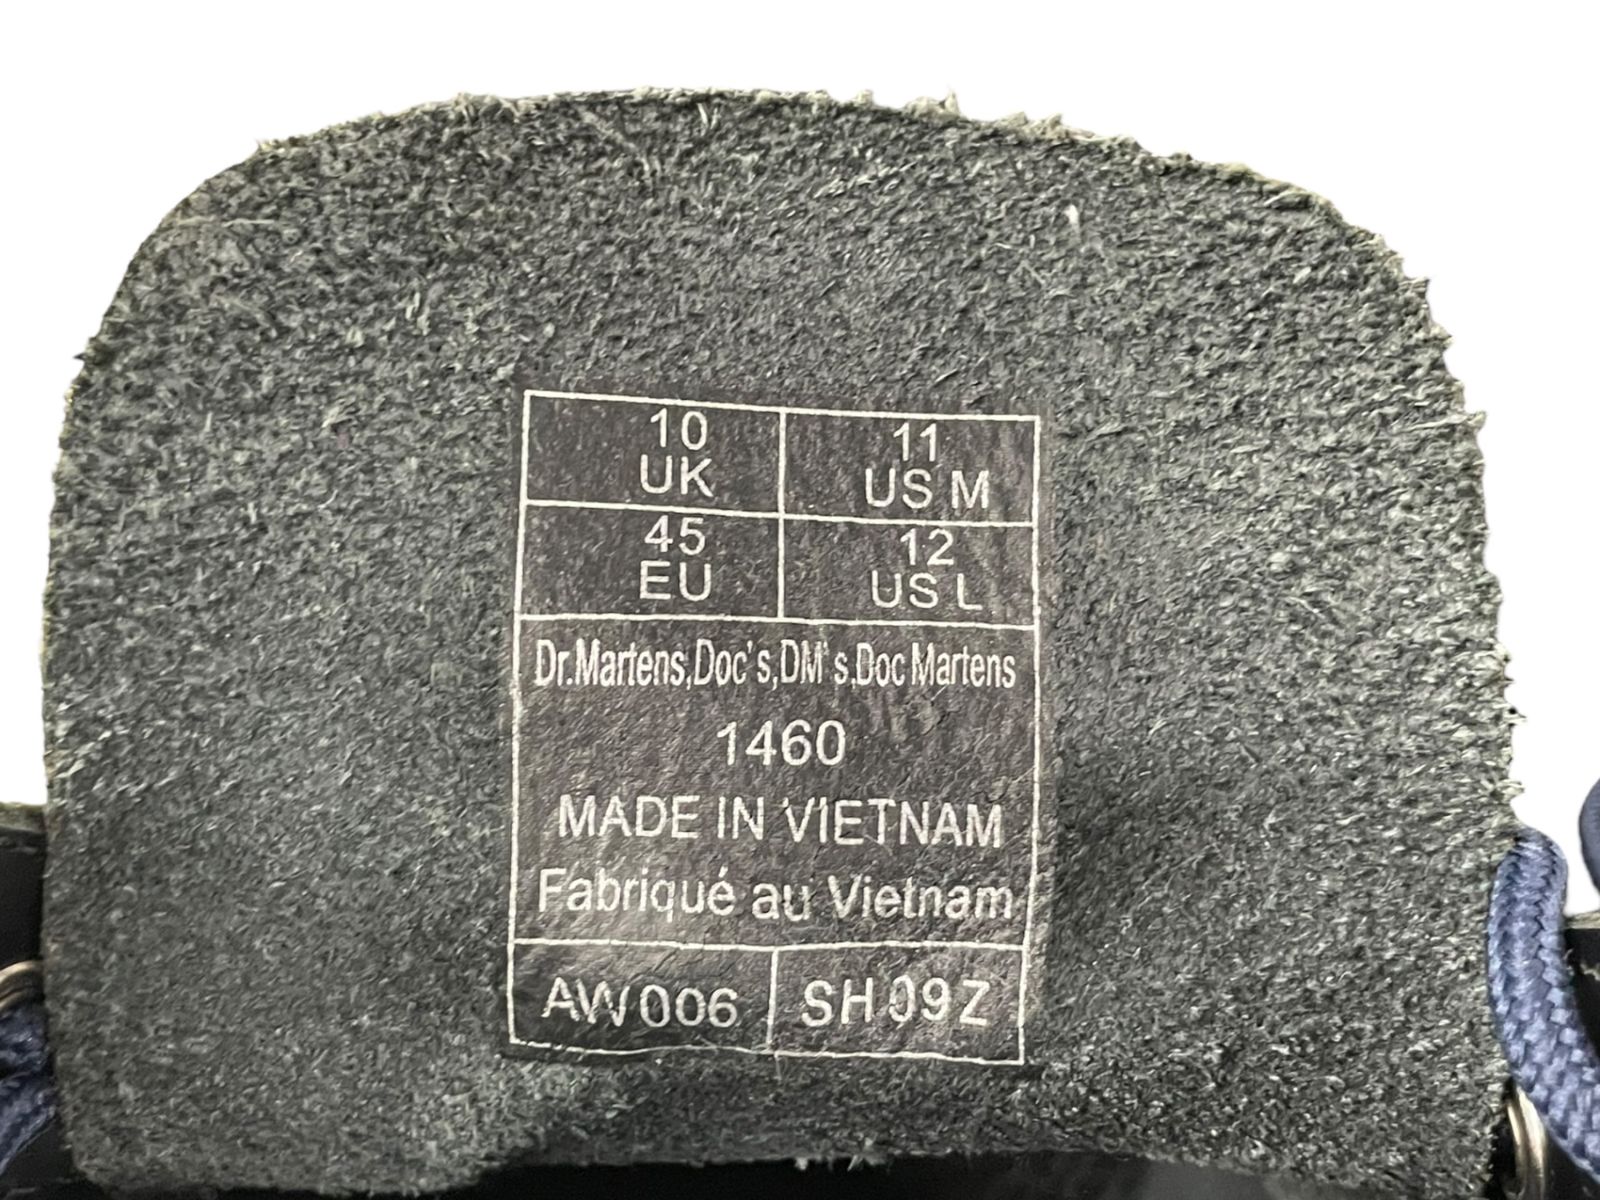 10 11
UK US M
45 12
EU US L
Dr.Martens,Doc's,DM's,Doc Martens
1460
MADE IN VIETNAM
Fabriqué au Vietnam
AW006 SH09Z